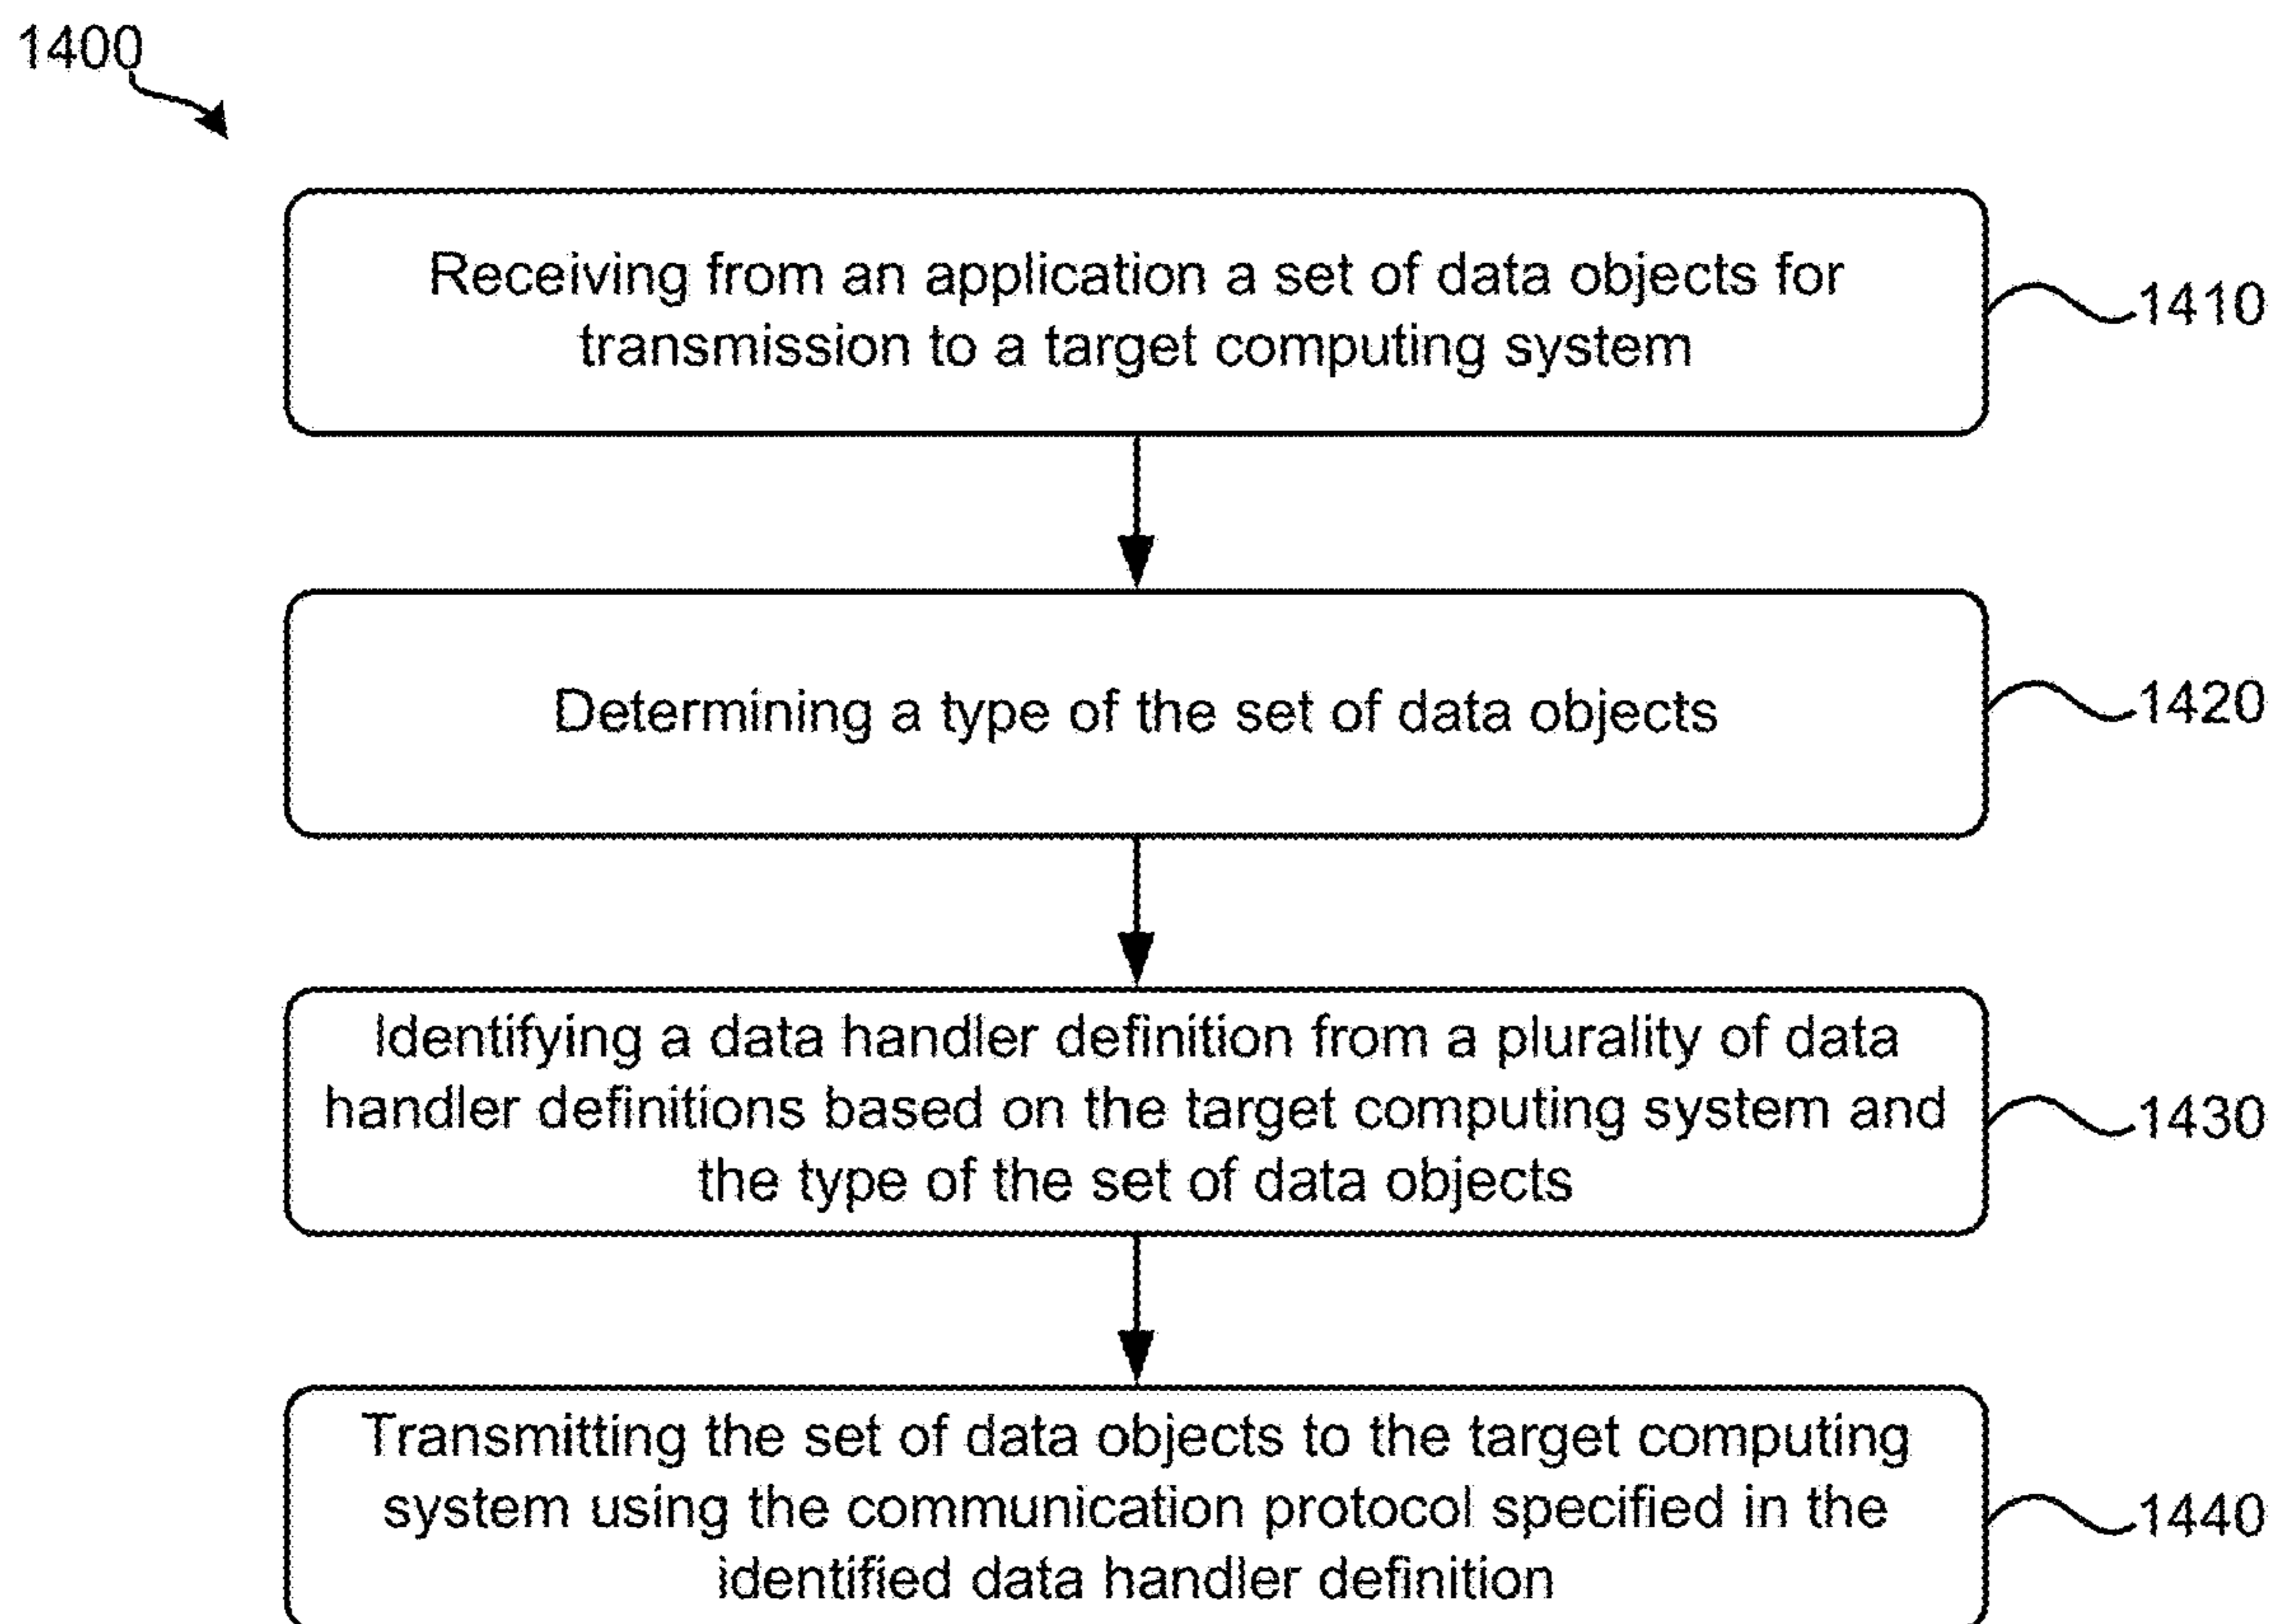 1400
Receiving from an application a set of data objects for
transmission to a target computing system
1410
Determining a type of the set of data objects
1420
Identifying a data handler definition from a plurality of data
handler definitions based on the target computing system and
the type of the set of data objects
1430
Transmitting the set of data objects to the target computing
system using the communication protocol specified in the
identified data handler definition
1440